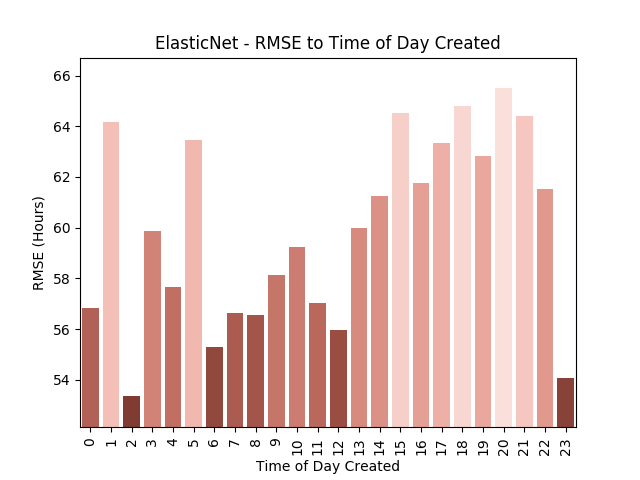 ElasticNet - RMSE to Time of Day Created
66
64
62
60
58
56
54
RMSE (Hours)
0 1 2 3 4 5 6 7 8 9 10 11 12 13 14 15 16 17 18 19 20 21 22 23
Time of Day Created